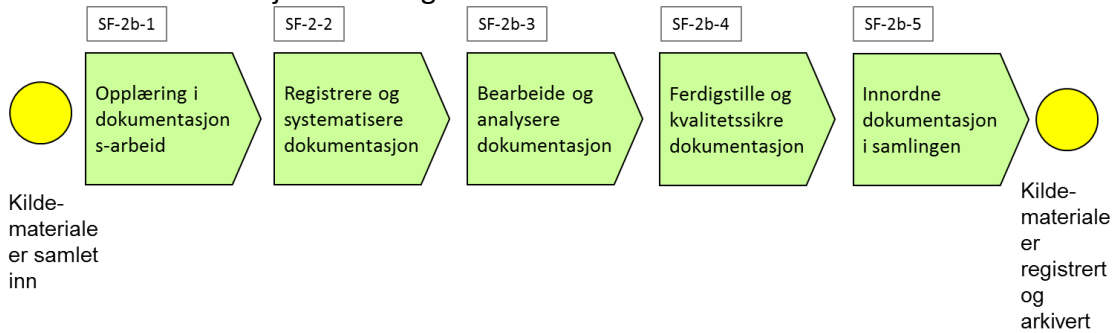 SF-2b-1
SF-2-2
SF-2b-3
SF-2b-4
SF-2b-5
Opplæring i
dokumentasjon
s-arbeid
Registrere og
systematisere
dokumentasjon
Bearbeide og
analysere
dokumentasjon
Ferdigstille og
kvalitetssikre
dokumentasjon
Innordne
dokumentasjon
i samlingen
Kilde-
materiale
er samlet
inn
Kilde-
materiale
er
registrert
og
arkivert